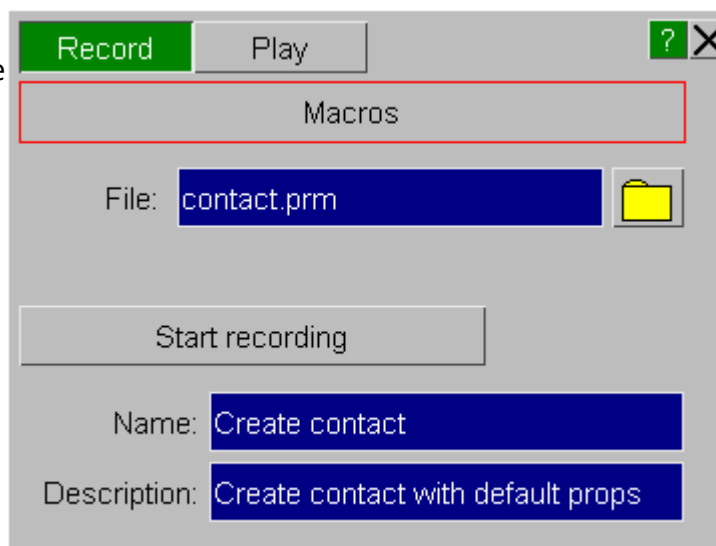 Record Play ?
e
Macros
File: contact.prm
Start recording
Name: Create contact
Description: Create contact with default props